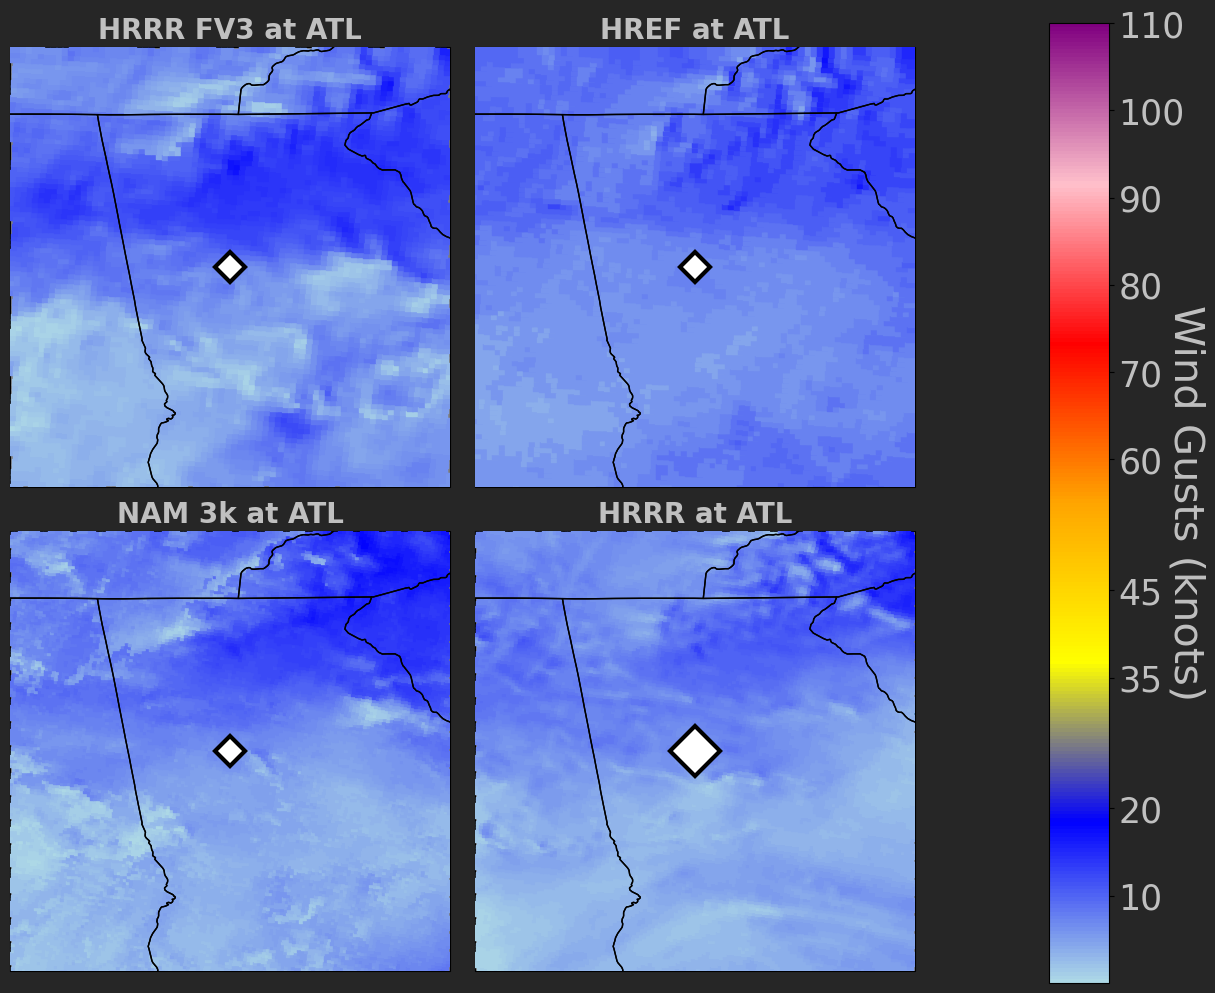 HRRR FV3 at ATL
HREF at ATL
NAM 3k at ATL
HRRR at ATL
110
100
90
80
70
60
45
35
20
10
Wind Gusts (knots)